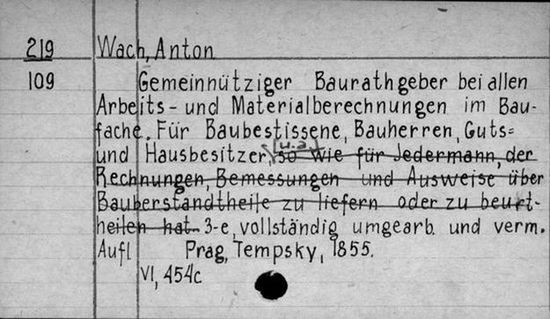 219 Wach, Anton
109 Gemeinnütziger Baurathgeber bei allen
Arbeits- und Materialberechnungen im Bau-
fache. Für Baubestissene, Bauherren, Guts=
u.a.
und Hausbesitzer, so wie für Jedermann, der
Rechnungen, Bemessungen und Ausweise über
Bauberstandtheile zu liefern oder zu beurt-
heilen hat. 3-e, vollständig umgearb. und verm.
Aufl Prag, Tempsky, 1855.
VI, 454c